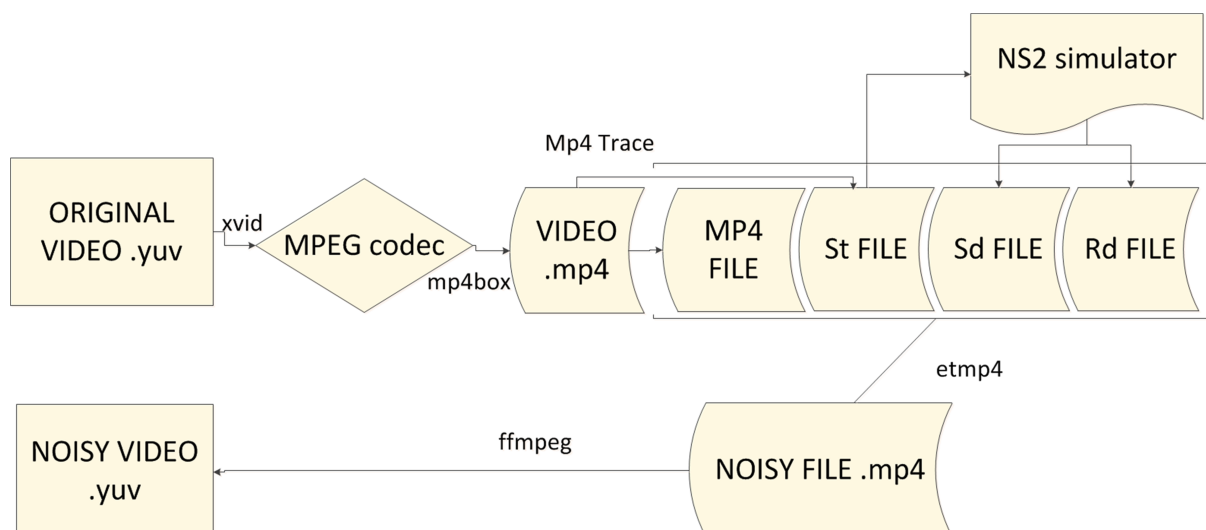 NS2 simulator
Mp4 Trace
ORIGINAL
VIDEO .yuv
xvid
MPEG codec
mp4box
VIDEO
.mp4
MP4
FILE
St FILE
Sd FILE
Rd FILE
etmp4
NOISY VIDEO
.yuv
ffmpeg
NOISY FILE .mp4